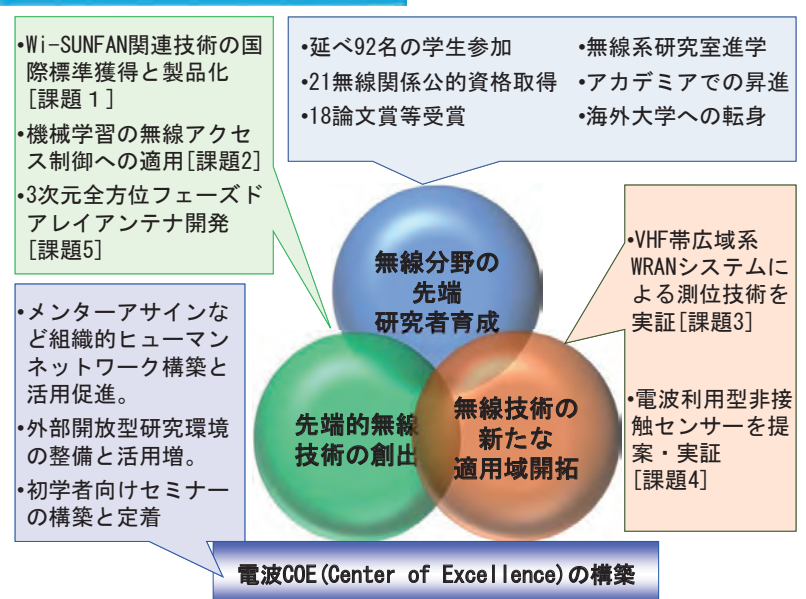 •Wi-SUNFAN関連技術の国
際標準獲得と製品化
[課題１]
•機械学習の無線アクセ
ス制御への適用[課題2]
•3次元全方位フェーズド
アレイアンテナ開発
[課題5]
•延べ92名の学生参加
•21無線関係公的資格取得
•18論文賞等受賞
•無線系研究室進学
•アカデミアでの昇進
•海外大学への転身
無線分野の
先端
研究者育成
•VHF帯広域系
WRANシステムに
よる測位技術を
実証[課題3]
•電波利用型非接
触センサーを提
案・実証
[課題4]
•メンターアサインな
ど組織的ヒューマン
ネットワーク構築と
活用促進。
•外部開放型研究環境
の整備と活用増。
•初学者向けセミナー
の構築と定着
先端的無線
技術の創出
無線技術の
新たな
適用域開拓
電波COE(Center of Excellence)の構築